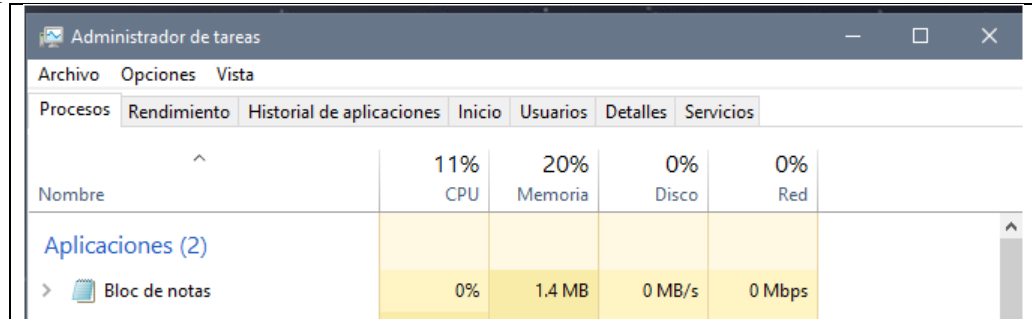 Administrador de tareas
Archivo Opciones Vista
Procesos Rendimiento Historial de aplicaciones Inicio Usuarios Detalles Servicios
11% 20% 0% 0%
Nombre CPU Memoria Disco Red
Aplicaciones (2)
Bloc de notas 0% 1.4 MB 0 MB/s 0 Mbps